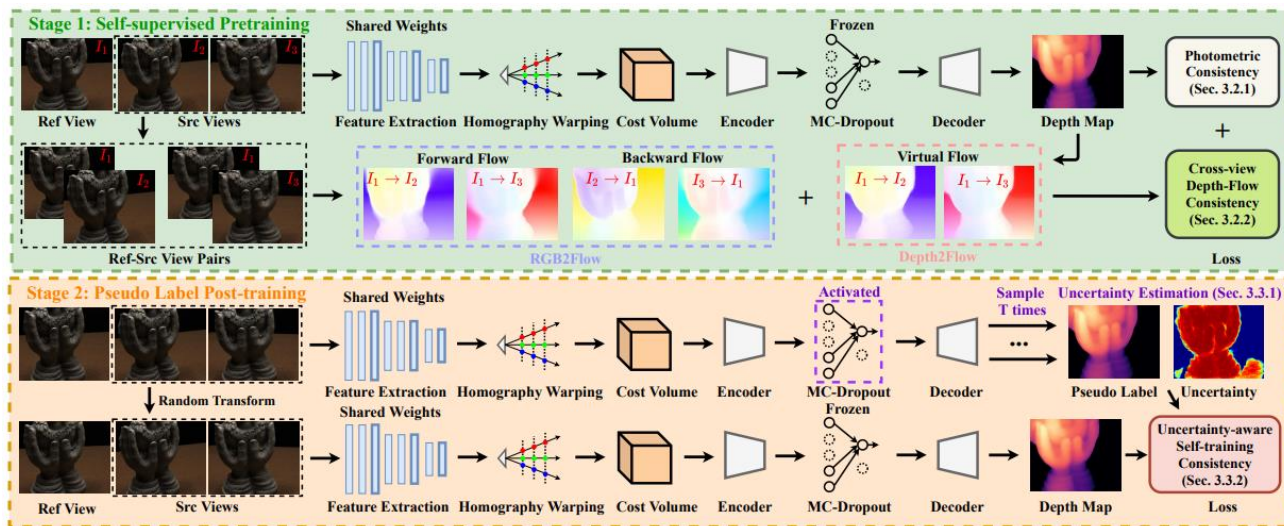 Stage 1: Self-supervised Pretraining
I1
I2
I3
Ref View
Src Views
Shared Weights
Feature Extraction
Homography Warping
Cost Volume
Encoder
Frozen
MC-Dropout
Decoder
Depth Map
Photometric
Consistency
(Sec. 3.2.1)
+
I1
I2
I1
I3
Ref-Src View Pairs
Forward Flow
I1 → I2
I1 → I3
Backward Flow
I2 → I1
I3 → I1
RGB2Flow
+
Virtual Flow
I1 → I2
I1 → I3
Depth2Flow
Cross-view
Depth-Flow
Consistency
(Sec. 3.2.2)
Loss
Stage 2: Pseudo Label Post-training
Shared Weights
Feature Extraction
Homography Warping
Cost Volume
Encoder
Activated
MC-Dropout
Decoder
Sample
T times
...
Uncertainty Estimation (Sec. 3.3.1)
Pseudo Label
Uncertainty
Random Transform
Ref View
Src Views
Shared Weights
Feature Extraction
Homography Warping
Cost Volume
Encoder
Frozen
MC-Dropout
Decoder
Depth Map
Uncertainty-aware
Self-training
Consistency
(Sec. 3.3.2)
Loss